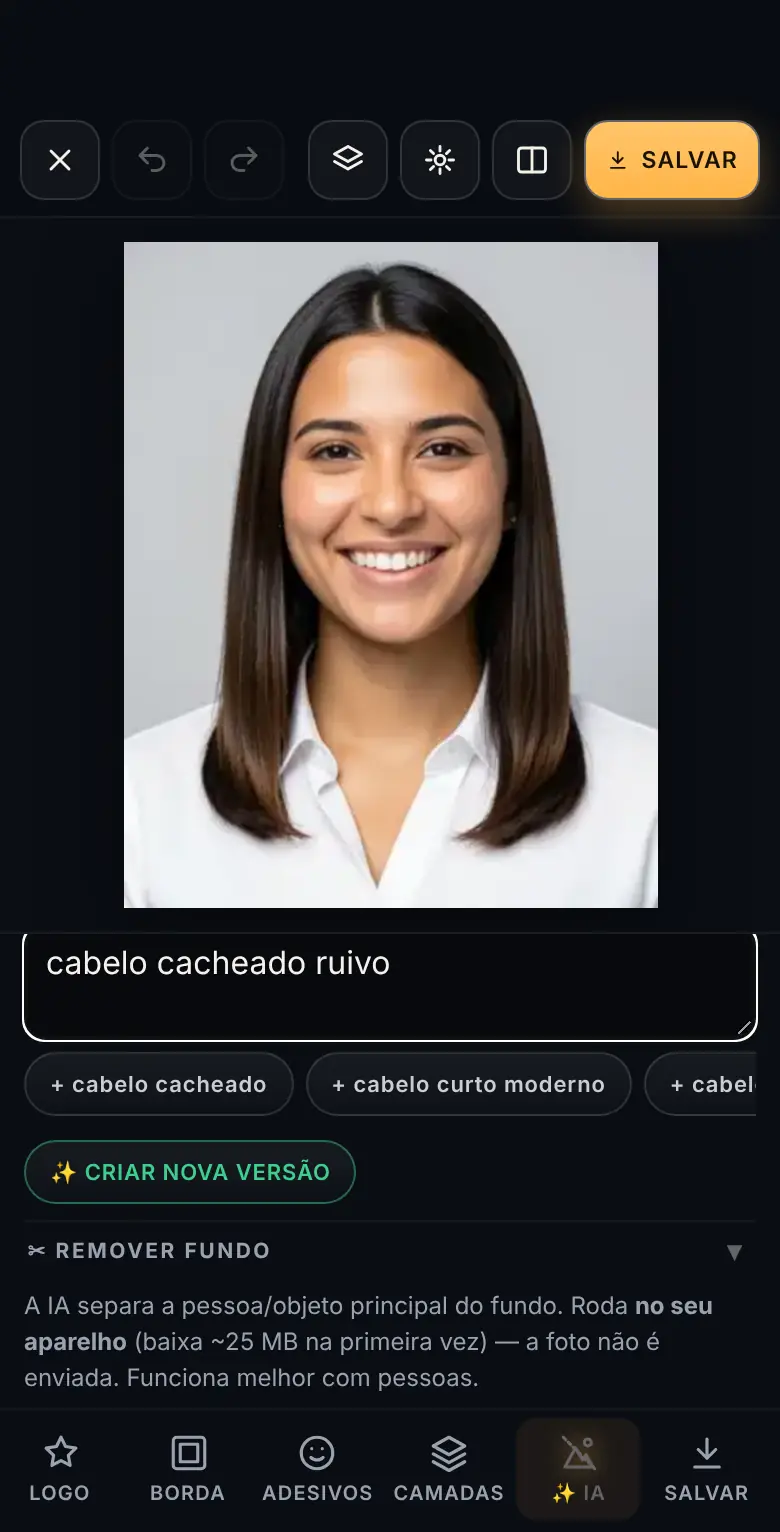 SALVAR
cabelo cacheado ruivo
+ cabelo cacheado
+ cabelo curto moderno
+ cabel
✨ CRIAR NOVA VERSÃO
✂ REMOVER FUNDO ▼
A IA separa a pessoa/objeto principal do fundo. Roda no seu
aparelho (baixa ~25 MB na primeira vez) — a foto não é
enviada. Funciona melhor com pessoas.
LOGO
BORDA
ADESIVOS
CAMADAS
✨ IA
SALVAR